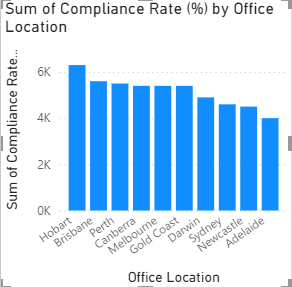 Sum of Compliance Rate (%) by Office
Location
Sum of Compliance Rate...
6K
4K
2K
0K
Hobart
Brisbane
Perth
Canberra
Melbourne
Gold Coast
Darwin
Sydney
Newcastle
Adelaide
Office Location